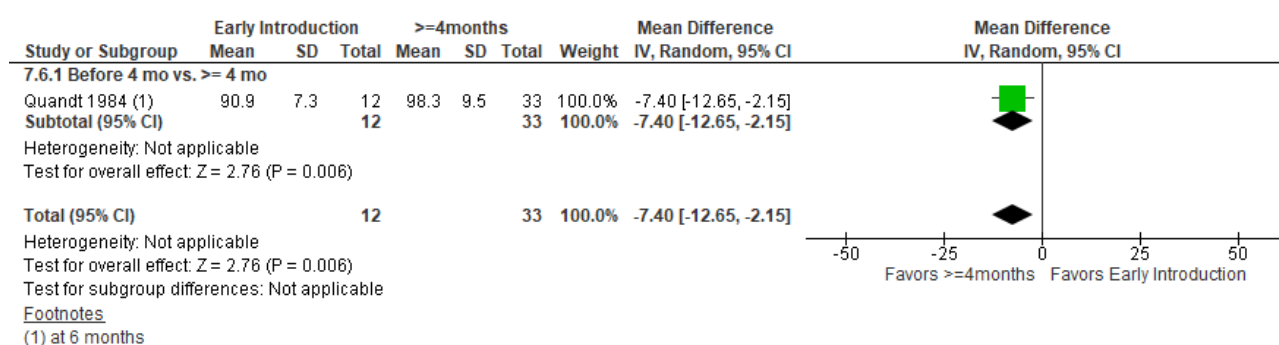 Early Introduction >=4months Mean Difference Mean Difference
Study or Subgroup Mean SD Total Mean SD Total Weight IV, Random, 95% CI IV, Random, 95% CI
7.6.1 Before 4 mo vs. >= 4 mo
Quandt 1984 (1) 90.9 7.3 12 98.3 9.5 33 100.0% -7.40 [-12.65, -2.15]
Subtotal (95% CI) 12 33 100.0% -7.40 [-12.65, -2.15]
Heterogeneity: Not applicable
Test for overall effect: Z = 2.76 (P = 0.006)
Total (95% CI) 12 33 100.0% -7.40 [-12.65, -2.15]
Heterogeneity: Not applicable
Test for overall effect: Z = 2.76 (P = 0.006)
Test for subgroup differences: Not applicable
-50 -25 0 25 50
Favors >=4months Favors Early Introduction
Footnotes
(1) at 6 months